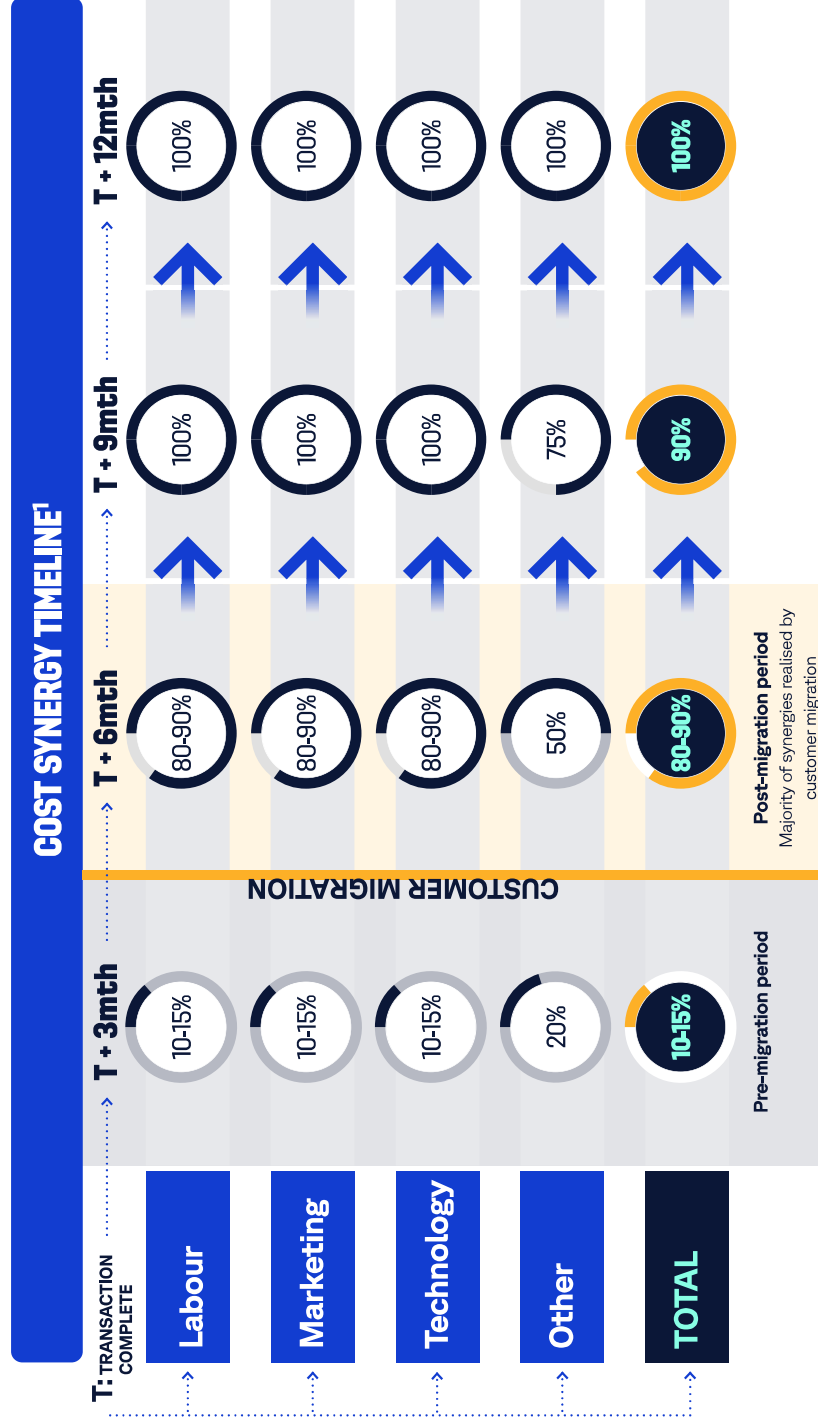 COST SYNERGY TIMELINE¹
T: TRANSACTION
COMPLETE
T + 3mth
T + 6mth
T + 9mth
T + 12mth
Labour
10-15%
80-90%
100%
100%
Marketing
10-15%
80-90%
100%
100%
Technology
10-15%
80-90%
100%
100%
Other
20%
50%
75%
100%
TOTAL
10-15%
80-90%
90%
100%
CUSTOMER MIGRATION
Pre-migration period
Post-migration period
Majority of synergies realised by
customer migration